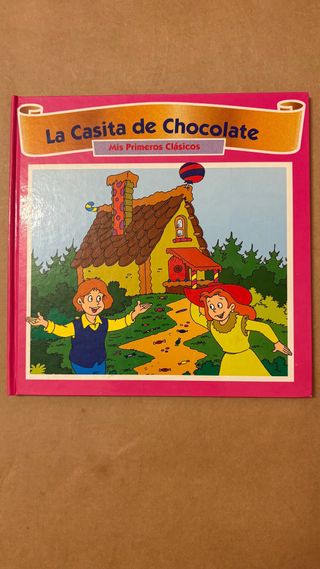 La Casita de Chocolate
Mis Primeros Clásicos